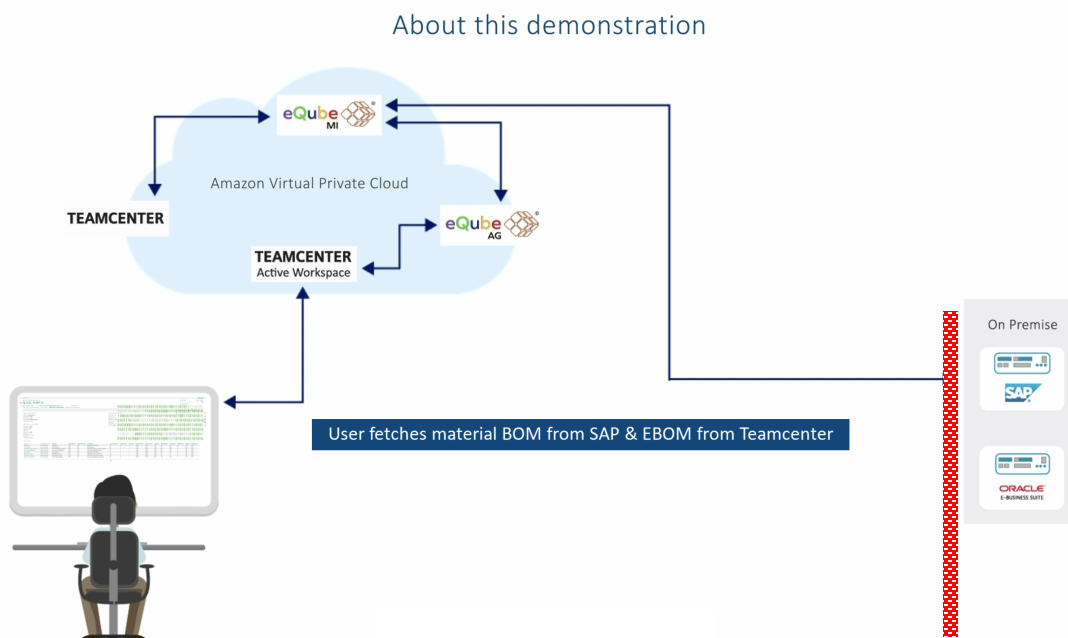 About this demonstration
eQube®
MI
Amazon Virtual Private Cloud
TEAMCENTER
eQube®
AG
TEAMCENTER
Active Workspace
On Premise
SAP
User fetches material BOM from SAP & EBOM from Teamcenter
ORACLE
E-BUSINESS SUITE